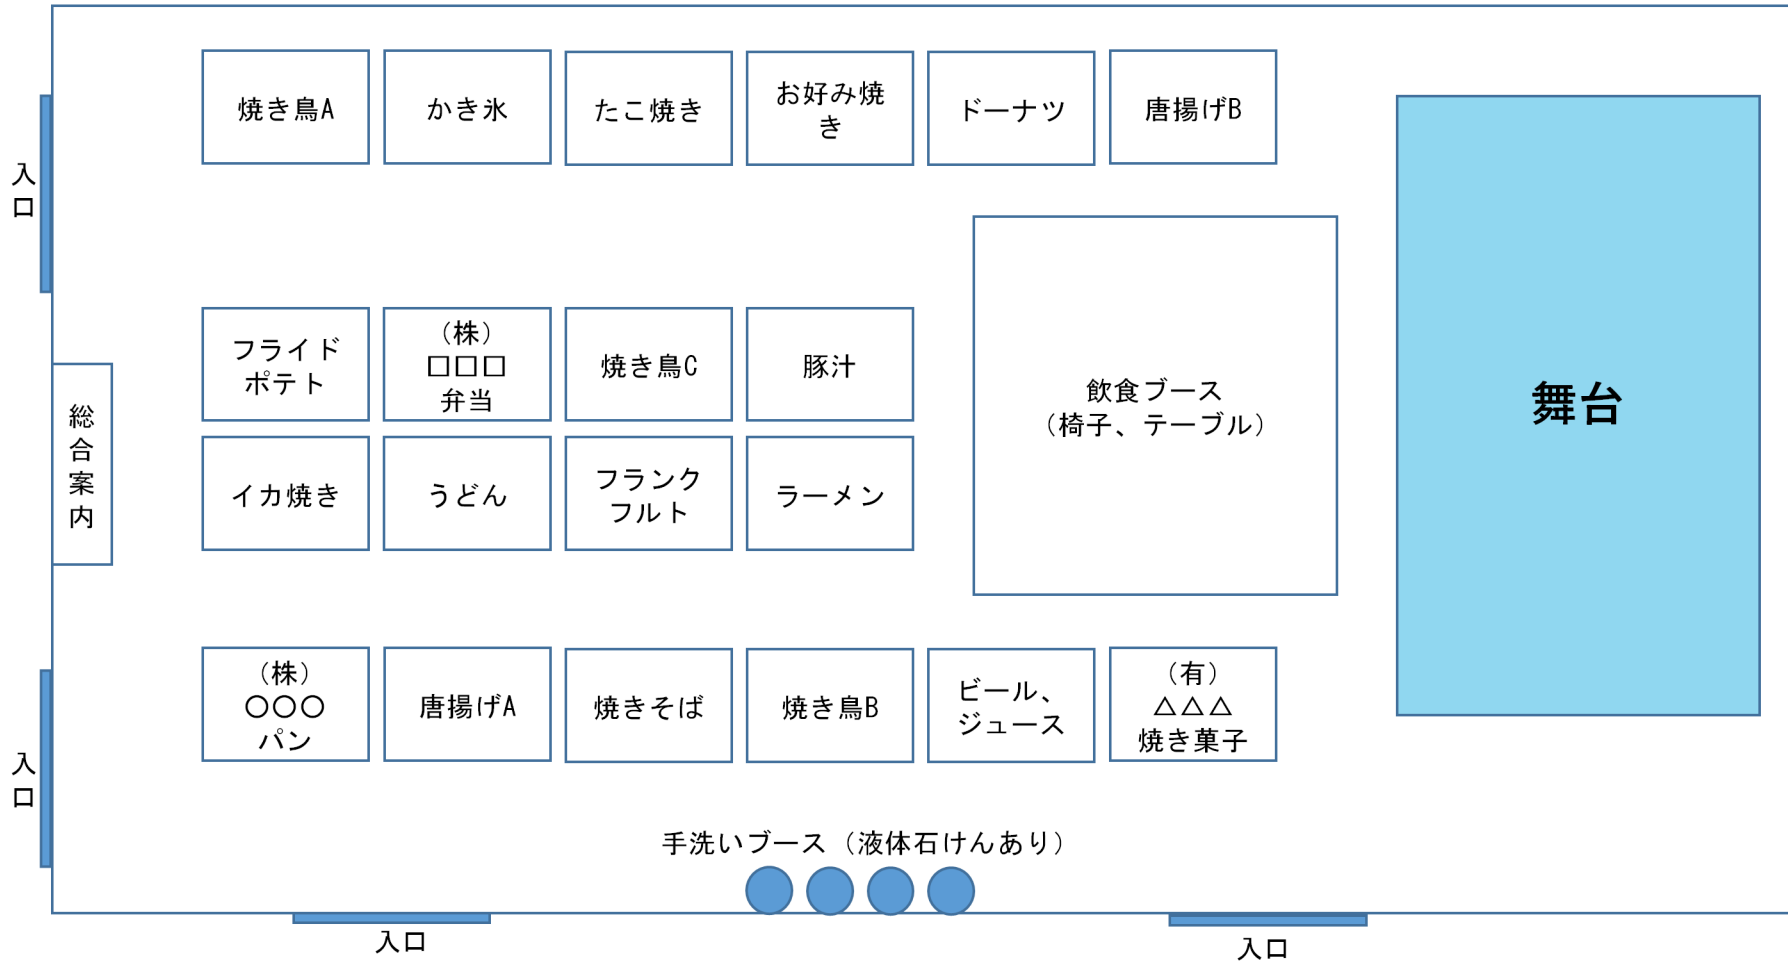 焼き鳥A
かき氷
たこ焼き
お好み焼
き
ドーナツ
唐揚げB
入
口
フライド
ポテト
（株）
□□□
弁当
焼き鳥C
豚汁
飲食ブース
（椅子、テーブル）
舞台
総
合
案
内
イカ焼き
うどん
フランク
フルト
ラーメン
（株）
○○○
パン
唐揚げA
焼きそば
焼き鳥B
ビール、
ジュース
（有）
△△△
焼き菓子
入
口
手洗いブース（液体石けんあり）
入口
入口